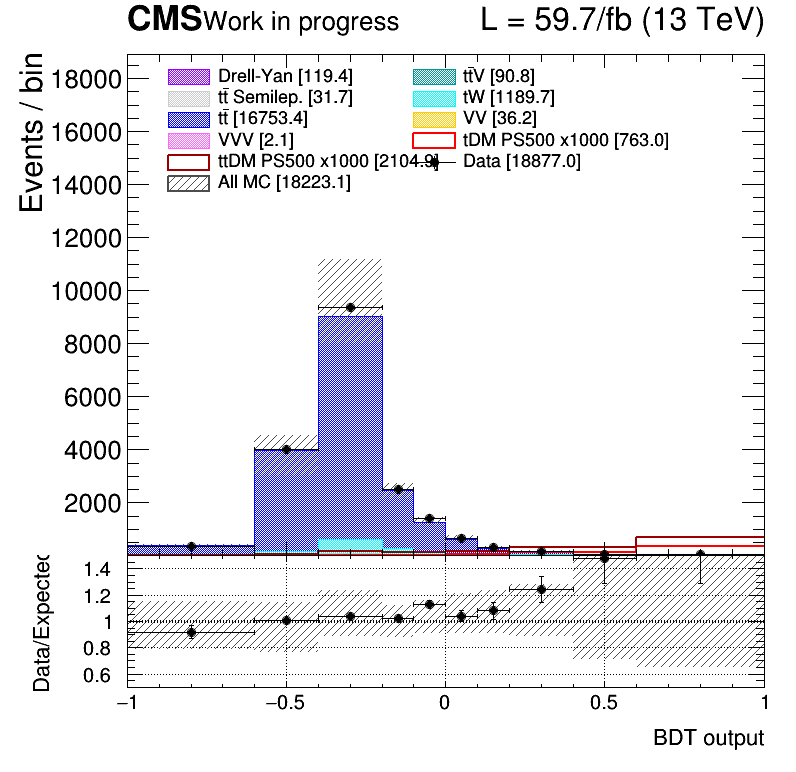 CMS Work in progress L = 59.7/fb (13 TeV)
Events / bin
18000
16000
14000
12000
10000
8000
6000
4000
2000
Drell-Yan [119.4] tt̄V [90.8]
tt̄ Semilep. [31.7] tW [1189.7]
tt̄ [16753.4] VV [36.2]
VVV [2.1] tDM PS500 x1000 [763.0]
ttDM PS500 x1000 [2104.9] Data [18877.0]
All MC [18223.1]
Data/Expected
1.4
1.2
1
0.8
0.6
−1 −0.5 0 0.5 1
BDT output